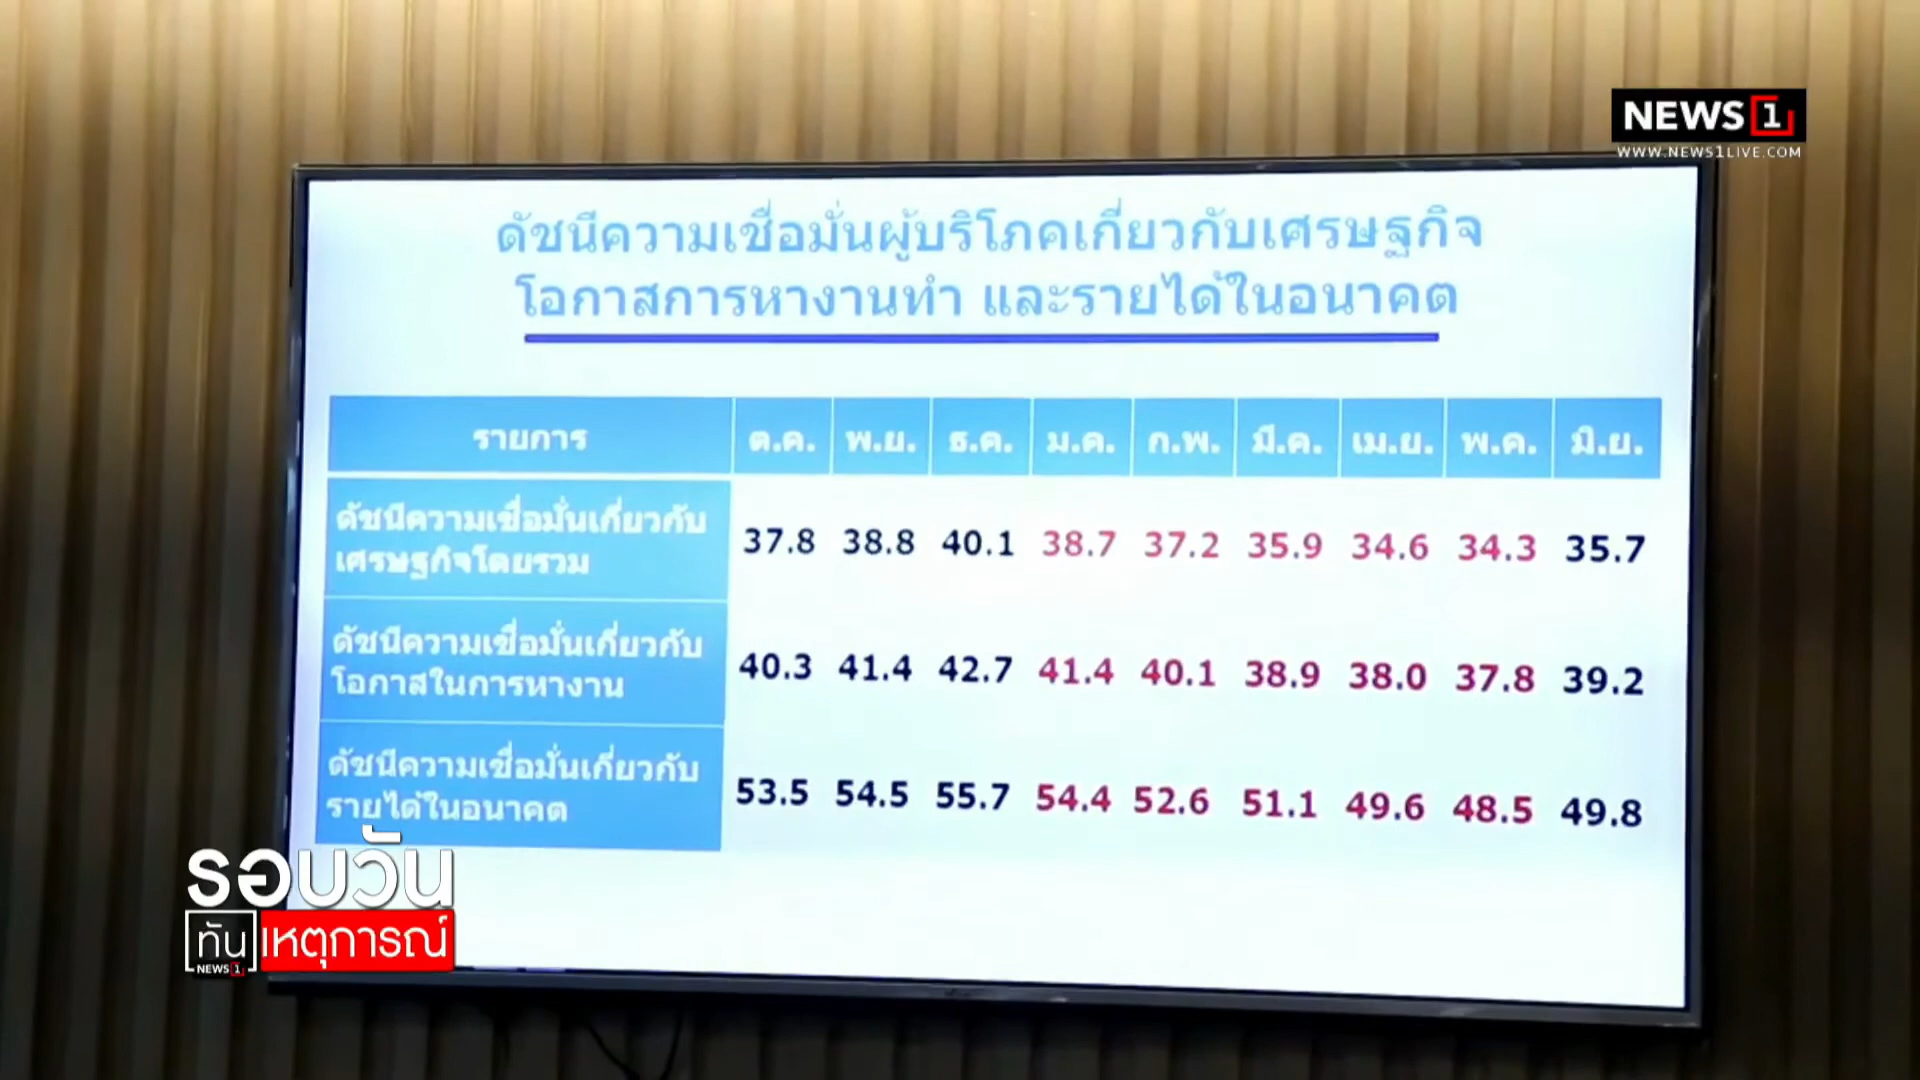 NEWS 1
WWW.NEWS1LIVE.COM
ดัชนีความเชื่อมั่นผู้บริโภคเกี่ยวกับเศรษฐกิจ
โอกาสการหางานทำ และรายได้ในอนาคต
รายการ ต.ค. พ.ย. ธ.ค. ม.ค. ก.พ. มี.ค. เม.ย. พ.ค. มิ.ย.
ดัชนีความเชื่อมั่นเกี่ยวกับ
เศรษฐกิจโดยรวม
37.8 38.8 40.1 38.7 37.2 35.9 34.6 34.3 35.7
ดัชนีความเชื่อมั่นเกี่ยวกับ
โอกาสในการหางาน
40.3 41.4 42.7 41.4 40.1 38.9 38.0 37.8 39.2
ดัชนีความเชื่อมั่นเกี่ยวกับ
รายได้ในอนาคต
53.5 54.5 55.7 54.4 52.6 51.1 49.6 48.5 49.8
รอบวัน
ทันเหตุการณ์
NEWS 1